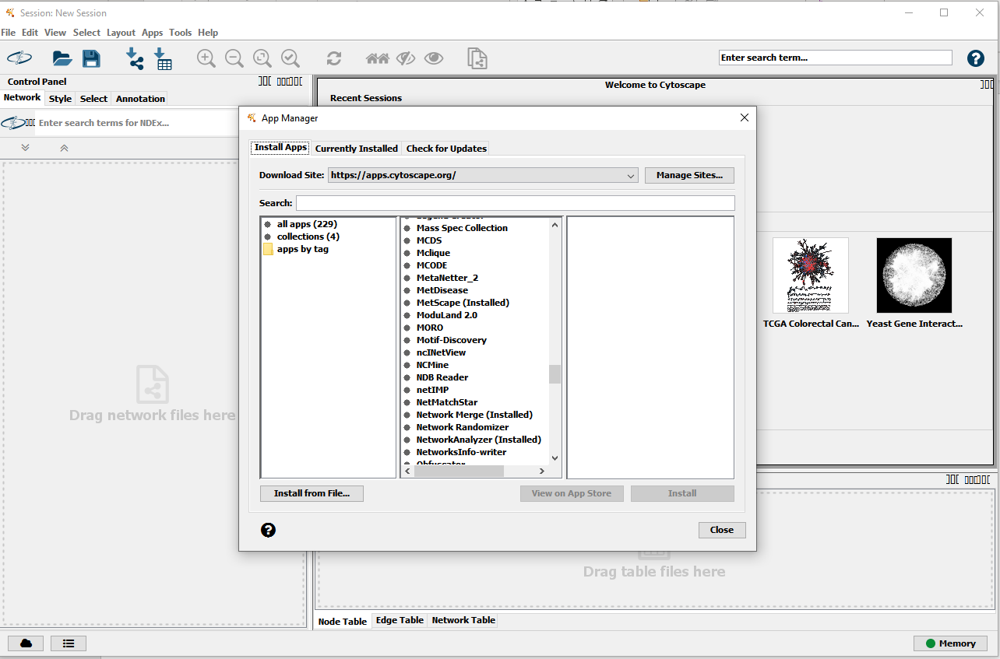 Session: New Session
File Edit View Select Layout Apps Tools Help
Enter search term...
Control Panel
Network Style Select Annotation
Enter search terms for NDEx...
Drag network files here
Welcome to Cytoscape
Recent Sessions
App Manager
Install Apps Currently Installed Check for Updates
Download Site: https://apps.cytoscape.org/ Manage Sites...
Search:
all apps (229)
collections (4)
apps by tag
Mass Spec Collection
MCDS
Mclique
MCODE
MetaNetter_2
MetDisease
MetScape (Installed)
ModuLand 2.0
MORO
Motif-Discovery
ncINetView
NCMine
NDB Reader
netIMP
NetMatchStar
Network Merge (Installed)
Network Randomizer
NetworkAnalyzer (Installed)
NetworksInfo-writer
Obfuscator
Install from File... View on App Store Install
Close
TCGA Colorectal Can... Yeast Gene Interact...
Drag table files here
Node Table Edge Table Network Table
Memory